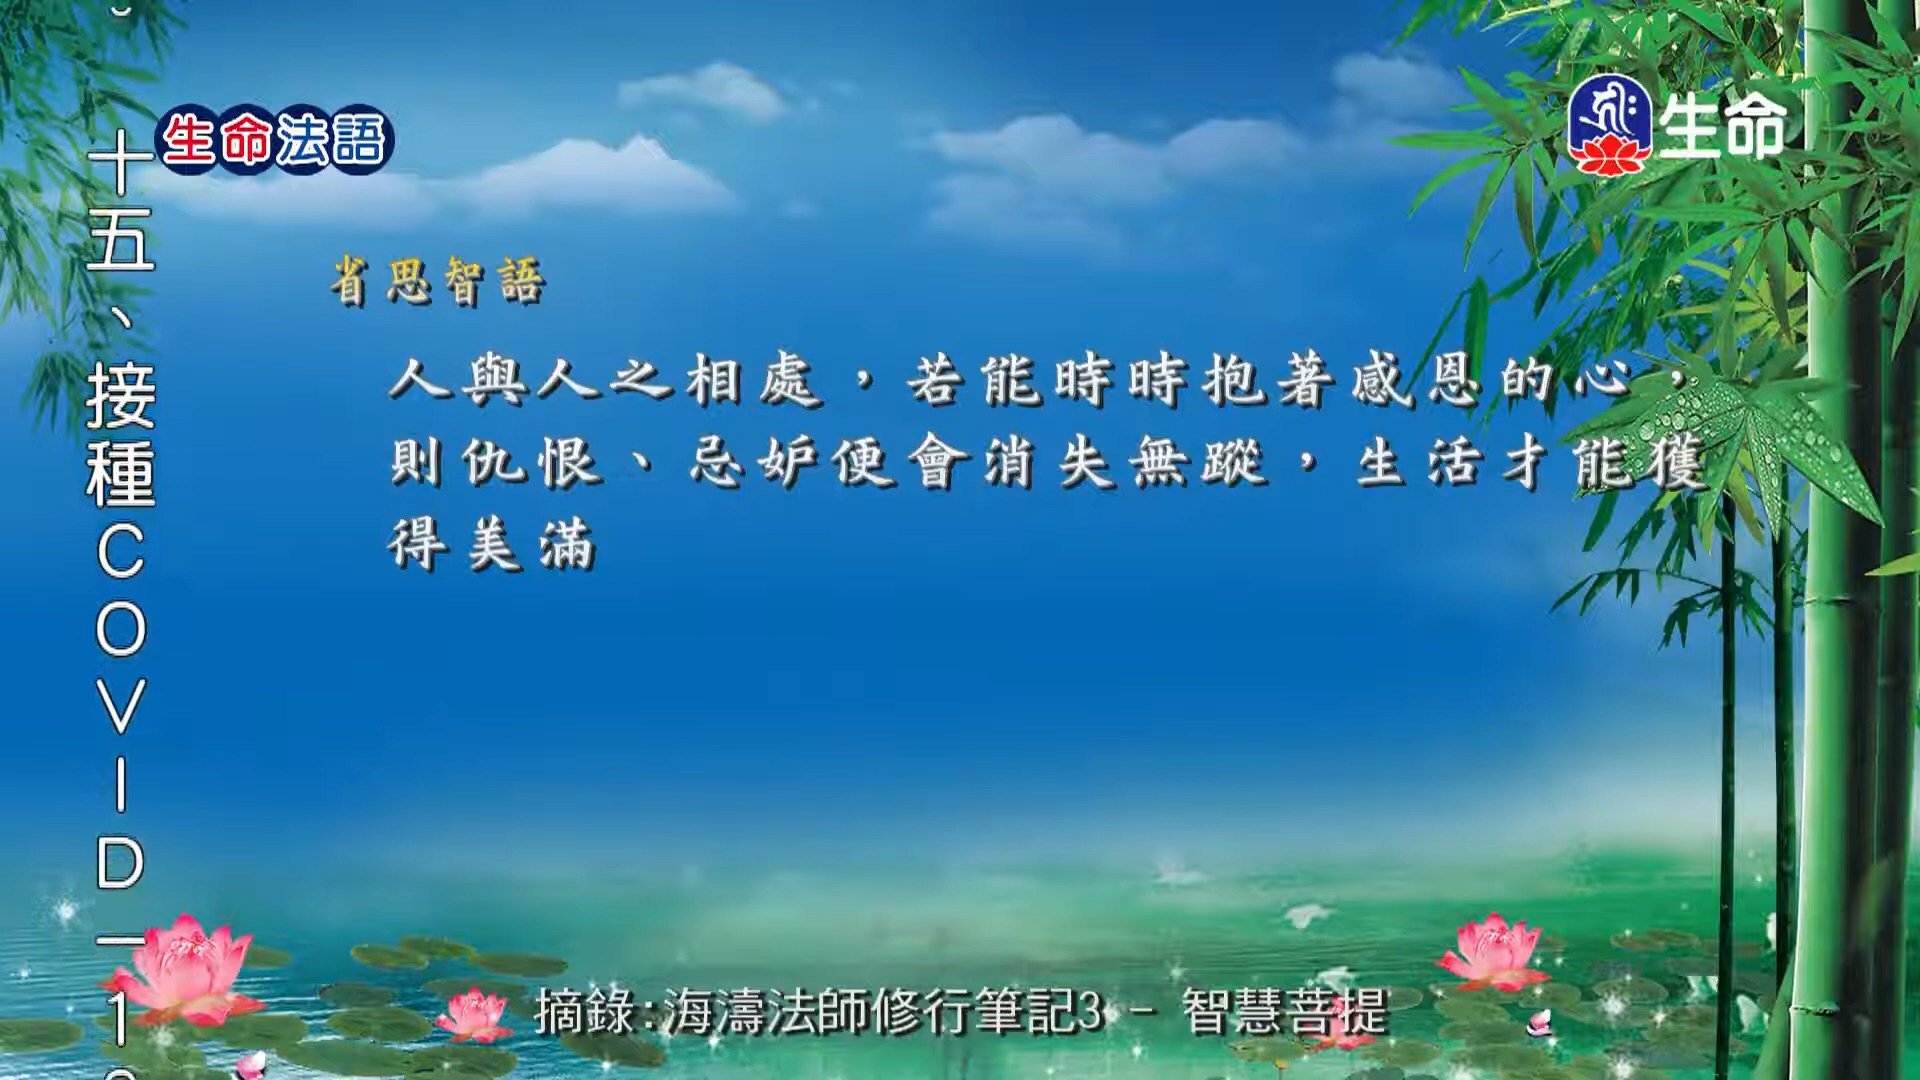 生命法語
生命
省思智語
人與人之相處，若能時時抱著感恩的心，
則仇恨、忌妒便會消失無蹤，生活才能獲
得美滿
摘錄:海濤法師修行筆記3 - 智慧菩提
十五、接種COVID-1